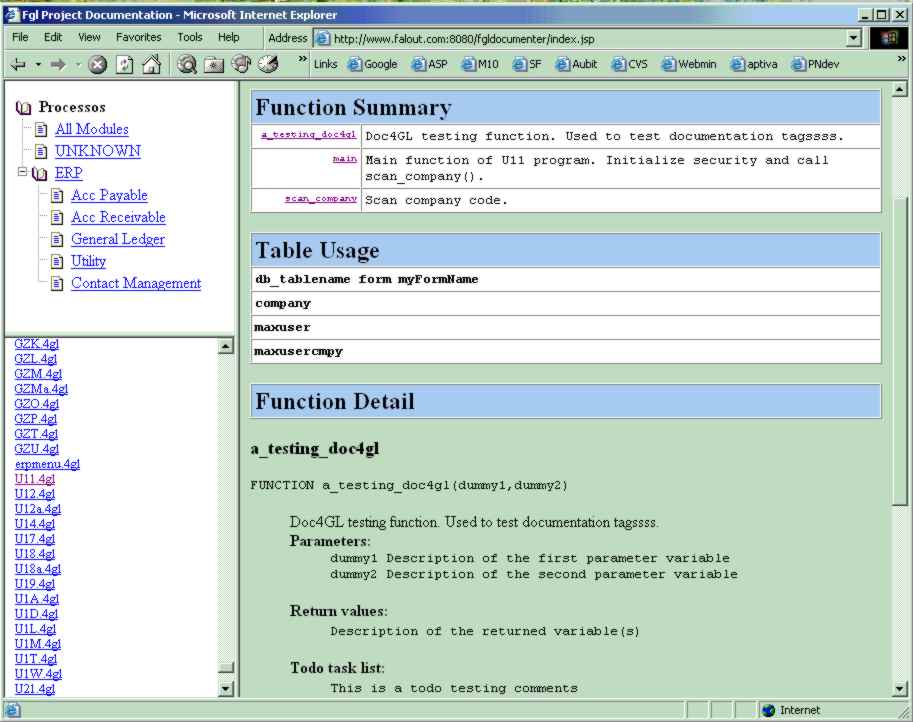 Fgl Project Documentation - Microsoft Internet Explorer
File Edit View Favorites Tools Help Address http://www.falout.com:8080/fgldocumenter/index.jsp
» Links Google ASP M10 SF Aubit CVS Webmin aptiva PNdev »
Processos
All Modules
UNKNOWN
ERP
Acc Payable
Acc Receivable
General Ledger
Utility
Contact Management
GZK.4gl
GZL.4gl
GZM.4gl
GZMa.4gl
GZO.4gl
GZP.4gl
GZT.4gl
GZU.4gl
erpmenu.4gl
U11.4gl
U12.4gl
U12a.4gl
U14.4gl
U17.4gl
U18.4gl
U18a.4gl
U19.4gl
U1A.4gl
U1D.4gl
U1L.4gl
U1M.4gl
U1T.4gl
U1W.4gl
U21.4gl
Function Summary
a_testing_doc4gl Doc4GL testing function. Used to test documentation tagssss.
main Main function of U11 program. Initialize security and call
scan_company().
scan_company Scan company code.
Table Usage
db_tablename form myFormName
company
maxuser
maxusercmpy
Function Detail
a_testing_doc4gl
FUNCTION a_testing_doc4gl(dummy1,dummy2)
Doc4GL testing function. Used to test documentation tagssss.
Parameters:
dummy1 Description of the first parameter variable
dummy2 Description of the second parameter variable
Return values:
Description of the returned variable(s)
Todo task list:
This is a todo testing comments
Internet